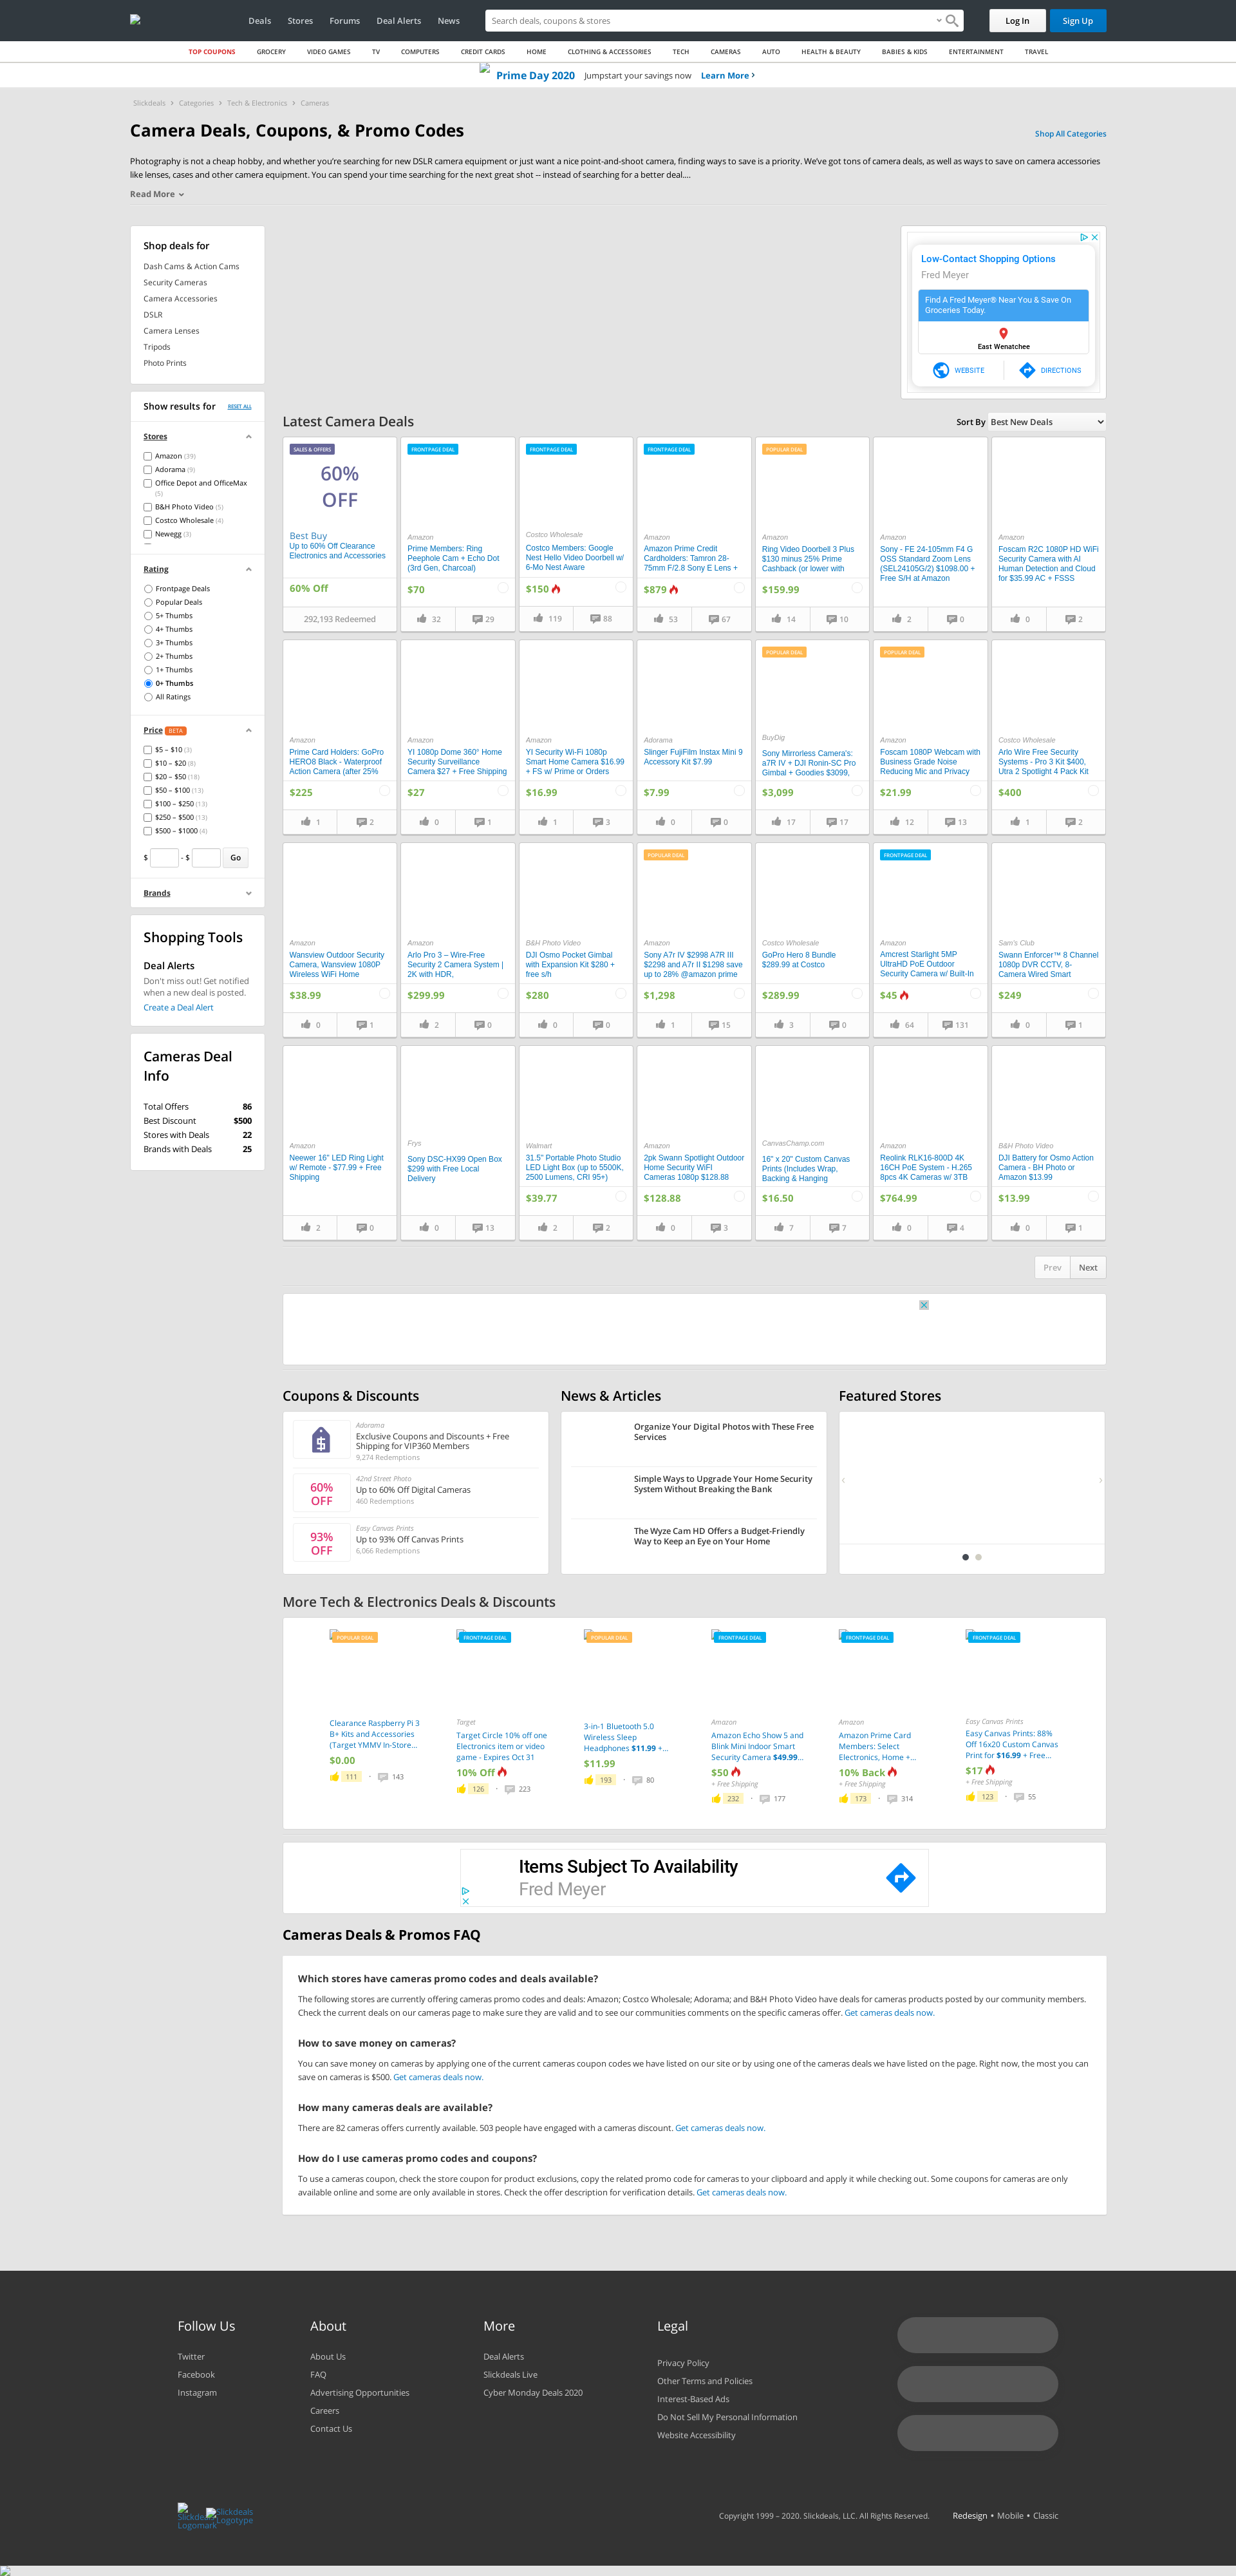 Deals Stores Forums Deal Alerts News
Search deals, coupons & stores
Log In Sign Up
TOP COUPONS GROCERY VIDEO GAMES TV COMPUTERS CREDIT CARDS HOME CLOTHING & ACCESSORIES TECH CAMERAS AUTO HEALTH & BEAUTY BABIES & KIDS ENTERTAINMENT TRAVEL
Prime Day 2020 Jumpstart your savings now Learn More
Slickdeals Categories Tech & Electronics Cameras
Camera Deals, Coupons, & Promo Codes
Shop All Categories
Photography is not a cheap hobby, and whether you're searching for new DSLR camera equipment or just want a nice point-and-shoot camera, finding ways to save is a priority. We've got tons of camera deals, as well as ways to save on camera accessories
like lenses, cases and other camera equipment. You can spend your time searching for the next great shot -- instead of searching for a better deal....
Read More
Shop deals for
Dash Cams & Action Cams
Security Cameras
Camera Accessories
DSLR
Camera Lenses
Tripods
Photo Prints
Low-Contact Shopping Options
Fred Meyer
Find A Fred Meyer® Near You & Save On
Groceries Today.
East Wenatchee
WEBSITE DIRECTIONS
Show results for RESET ALL
Stores
Amazon (39)
Adorama (9)
Office Depot and OfficeMax
(5)
B&H Photo Video (5)
Costco Wholesale (4)
Newegg (3)
Rating
Frontpage Deals
Popular Deals
5+ Thumbs
4+ Thumbs
3+ Thumbs
2+ Thumbs
1+ Thumbs
0+ Thumbs
All Ratings
Price BETA
$5 – $10 (3)
$10 – $20 (8)
$20 – $50 (18)
$50 – $100 (13)
$100 – $250 (13)
$250 – $500 (13)
$500 – $1000 (4)
$ - $ Go
Brands
Shopping Tools
Deal Alerts
Don't miss out! Get notified
when a new deal is posted.
Create a Deal Alert
Cameras Deal
Info
Total Offers 86
Best Discount $500
Stores with Deals 22
Brands with Deals 25
Latest Camera Deals
Sort By Best New Deals
SALES & OFFERS
60%
OFF
Best Buy
Up to 60% Off Clearance
Electronics and Accessories
60% Off
292,193 Redeemed
FRONTPAGE DEAL
Amazon
Prime Members: Ring
Peephole Cam + Echo Dot
(3rd Gen, Charcoal)
$70
32 29
FRONTPAGE DEAL
Costco Wholesale
Costco Members: Google
Nest Hello Video Doorbell w/
6-Mo Nest Aware
$150
119 88
FRONTPAGE DEAL
Amazon
Amazon Prime Credit
Cardholders: Tamron 28-
75mm F/2.8 Sony E Lens +
$879
53 67
POPULAR DEAL
Amazon
Ring Video Doorbell 3 Plus
$130 minus 25% Prime
Cashback (or lower with
$159.99
14 10
Amazon
Sony - FE 24-105mm F4 G
OSS Standard Zoom Lens
(SEL24105G/2) $1098.00 +
Free S/H at Amazon
2 0
Amazon
Foscam R2C 1080P HD WiFi
Security Camera with AI
Human Detection and Cloud
for $35.99 AC + FSSS
0 2
Amazon
Prime Card Holders: GoPro
HERO8 Black - Waterproof
Action Camera (after 25%
$225
1 2
Amazon
YI 1080p Dome 360° Home
Security Surveillance
Camera $27 + Free Shipping
$27
0 1
Amazon
YI Security Wi-Fi 1080p
Smart Home Camera $16.99
+ FS w/ Prime or Orders
$16.99
1 3
Adorama
Slinger FujiFilm Instax Mini 9
Accessory Kit $7.99
$7.99
0 0
POPULAR DEAL
BuyDig
Sony Mirrorless Camera's:
a7R IV + DJI Ronin-SC Pro
Gimbal + Goodies $3099,
$3,099
17 17
POPULAR DEAL
Amazon
Foscam 1080P Webcam with
Business Grade Noise
Reducing Mic and Privacy
$21.99
12 13
Costco Wholesale
Arlo Wire Free Security
Systems - Pro 3 Kit $400,
Utra 2 Spotlight 4 Pack Kit
$400
1 2
Amazon
Wansview Outdoor Security
Camera, Wansview 1080P
Wireless WiFi Home
$38.99
0 1
Amazon
Arlo Pro 3 – Wire-Free
Security 2 Camera System |
2K with HDR,
$299.99
2 0
B&H Photo Video
DJI Osmo Pocket Gimbal
with Expansion Kit $280 +
free s/h
$280
0 0
POPULAR DEAL
Amazon
Sony A7r IV $2998 A7R III
$2298 and A7r II $1298 save
up to 28% @amazon prime
$1,298
1 15
Costco Wholesale
GoPro Hero 8 Bundle
$289.99 at Costco
$289.99
3 0
FRONTPAGE DEAL
Amazon
Amcrest Starlight 5MP
UltraHD PoE Outdoor
Security Camera w/ Built-In
$45
64 131
Sam's Club
Swann Enforcer™ 8 Channel
1080p DVR CCTV, 8-
Camera Wired Smart
$249
0 1
Amazon
Neewer 16" LED Ring Light
w/ Remote - $77.99 + Free
Shipping
2 0
Frys
Sony DSC-HX99 Open Box
$299 with Free Local
Delivery
0 13
Walmart
31.5" Portable Photo Studio
LED Light Box (up to 5500K,
2500 Lumens, CRI 95+)
$39.77
2 2
Amazon
2pk Swann Spotlight Outdoor
Home Security WiFI
Cameras 1080p $128.88
$128.88
0 3
CanvasChamp.com
16" x 20" Custom Canvas
Prints (Includes Wrap,
Backing & Hanging
$16.50
7 7
Amazon
Reolink RLK16-800D 4K
16CH PoE System - H.265
8pcs 4K Cameras w/ 3TB
$764.99
0 4
B&H Photo Video
DJI Battery for Osmo Action
Camera - BH Photo or
Amazon $13.99
$13.99
0 1
Prev Next
Coupons & Discounts
Adorama
Exclusive Coupons and Discounts + Free
Shipping for VIP360 Members
9,274 Redemptions
60%
OFF
42nd Street Photo
Up to 60% Off Digital Cameras
460 Redemptions
93%
OFF
Easy Canvas Prints
Up to 93% Off Canvas Prints
6,066 Redemptions
News & Articles
Organize Your Digital Photos with These Free
Services
Simple Ways to Upgrade Your Home Security
System Without Breaking the Bank
The Wyze Cam HD Offers a Budget-Friendly
Way to Keep an Eye on Your Home
Featured Stores
More Tech & Electronics Deals & Discounts
POPULAR DEAL
Clearance Raspberry Pi 3
B+ Kits and Accessories
(Target YMMV In-Store...
$0.00
111 · 143
FRONTPAGE DEAL
Target
Target Circle 10% off one
Electronics item or video
game - Expires Oct 31
10% Off
126 · 223
POPULAR DEAL
3-in-1 Bluetooth 5.0
Wireless Sleep
Headphones $11.99 +...
$11.99
193 · 80
FRONTPAGE DEAL
Amazon
Amazon Echo Show 5 and
Blink Mini Indoor Smart
Security Camera $49.99...
$50
+ Free Shipping
232 · 177
FRONTPAGE DEAL
Amazon
Amazon Prime Card
Members: Select
Electronics, Home +...
10% Back
+ Free Shipping
173 · 314
FRONTPAGE DEAL
Easy Canvas Prints
Easy Canvas Prints: 88%
Off 16x20 Custom Canvas
Print for $16.99 + Free...
$17
+ Free Shipping
123 · 55
Items Subject To Availability
Fred Meyer
Cameras Deals & Promos FAQ
Which stores have cameras promo codes and deals available?
The following stores are currently offering cameras promo codes and deals: Amazon; Costco Wholesale; Adorama; and B&H Photo Video have deals for cameras products posted by our community members.
Check the current deals on our cameras page to make sure they are valid and to see our communities comments on the specific cameras offer. Get cameras deals now.
How to save money on cameras?
You can save money on cameras by applying one of the current cameras coupon codes we have listed on our site or by using one of the cameras deals we have listed on the page. Right now, the most you can
save on cameras is $500. Get cameras deals now.
How many cameras deals are available?
There are 82 cameras offers currently available. 503 people have engaged with a cameras discount. Get cameras deals now.
How do I use cameras promo codes and coupons?
To use a cameras coupon, check the store coupon for product exclusions, copy the related promo code for cameras to your clipboard and apply it while checking out. Some coupons for cameras are only
available online and some are only available in stores. Check the offer description for verification details. Get cameras deals now.
Follow Us
Twitter
Facebook
Instagram
About
About Us
FAQ
Advertising Opportunities
Careers
Contact Us
More
Deal Alerts
Slickdeals Live
Cyber Monday Deals 2020
Legal
Privacy Policy
Other Terms and Policies
Interest-Based Ads
Do Not Sell My Personal Information
Website Accessibility
Slickdeals
Logomark
Slickdeals
Logotype
Copyright 1999 – 2020. Slickdeals, LLC. All Rights Reserved. Redesign • Mobile • Classic